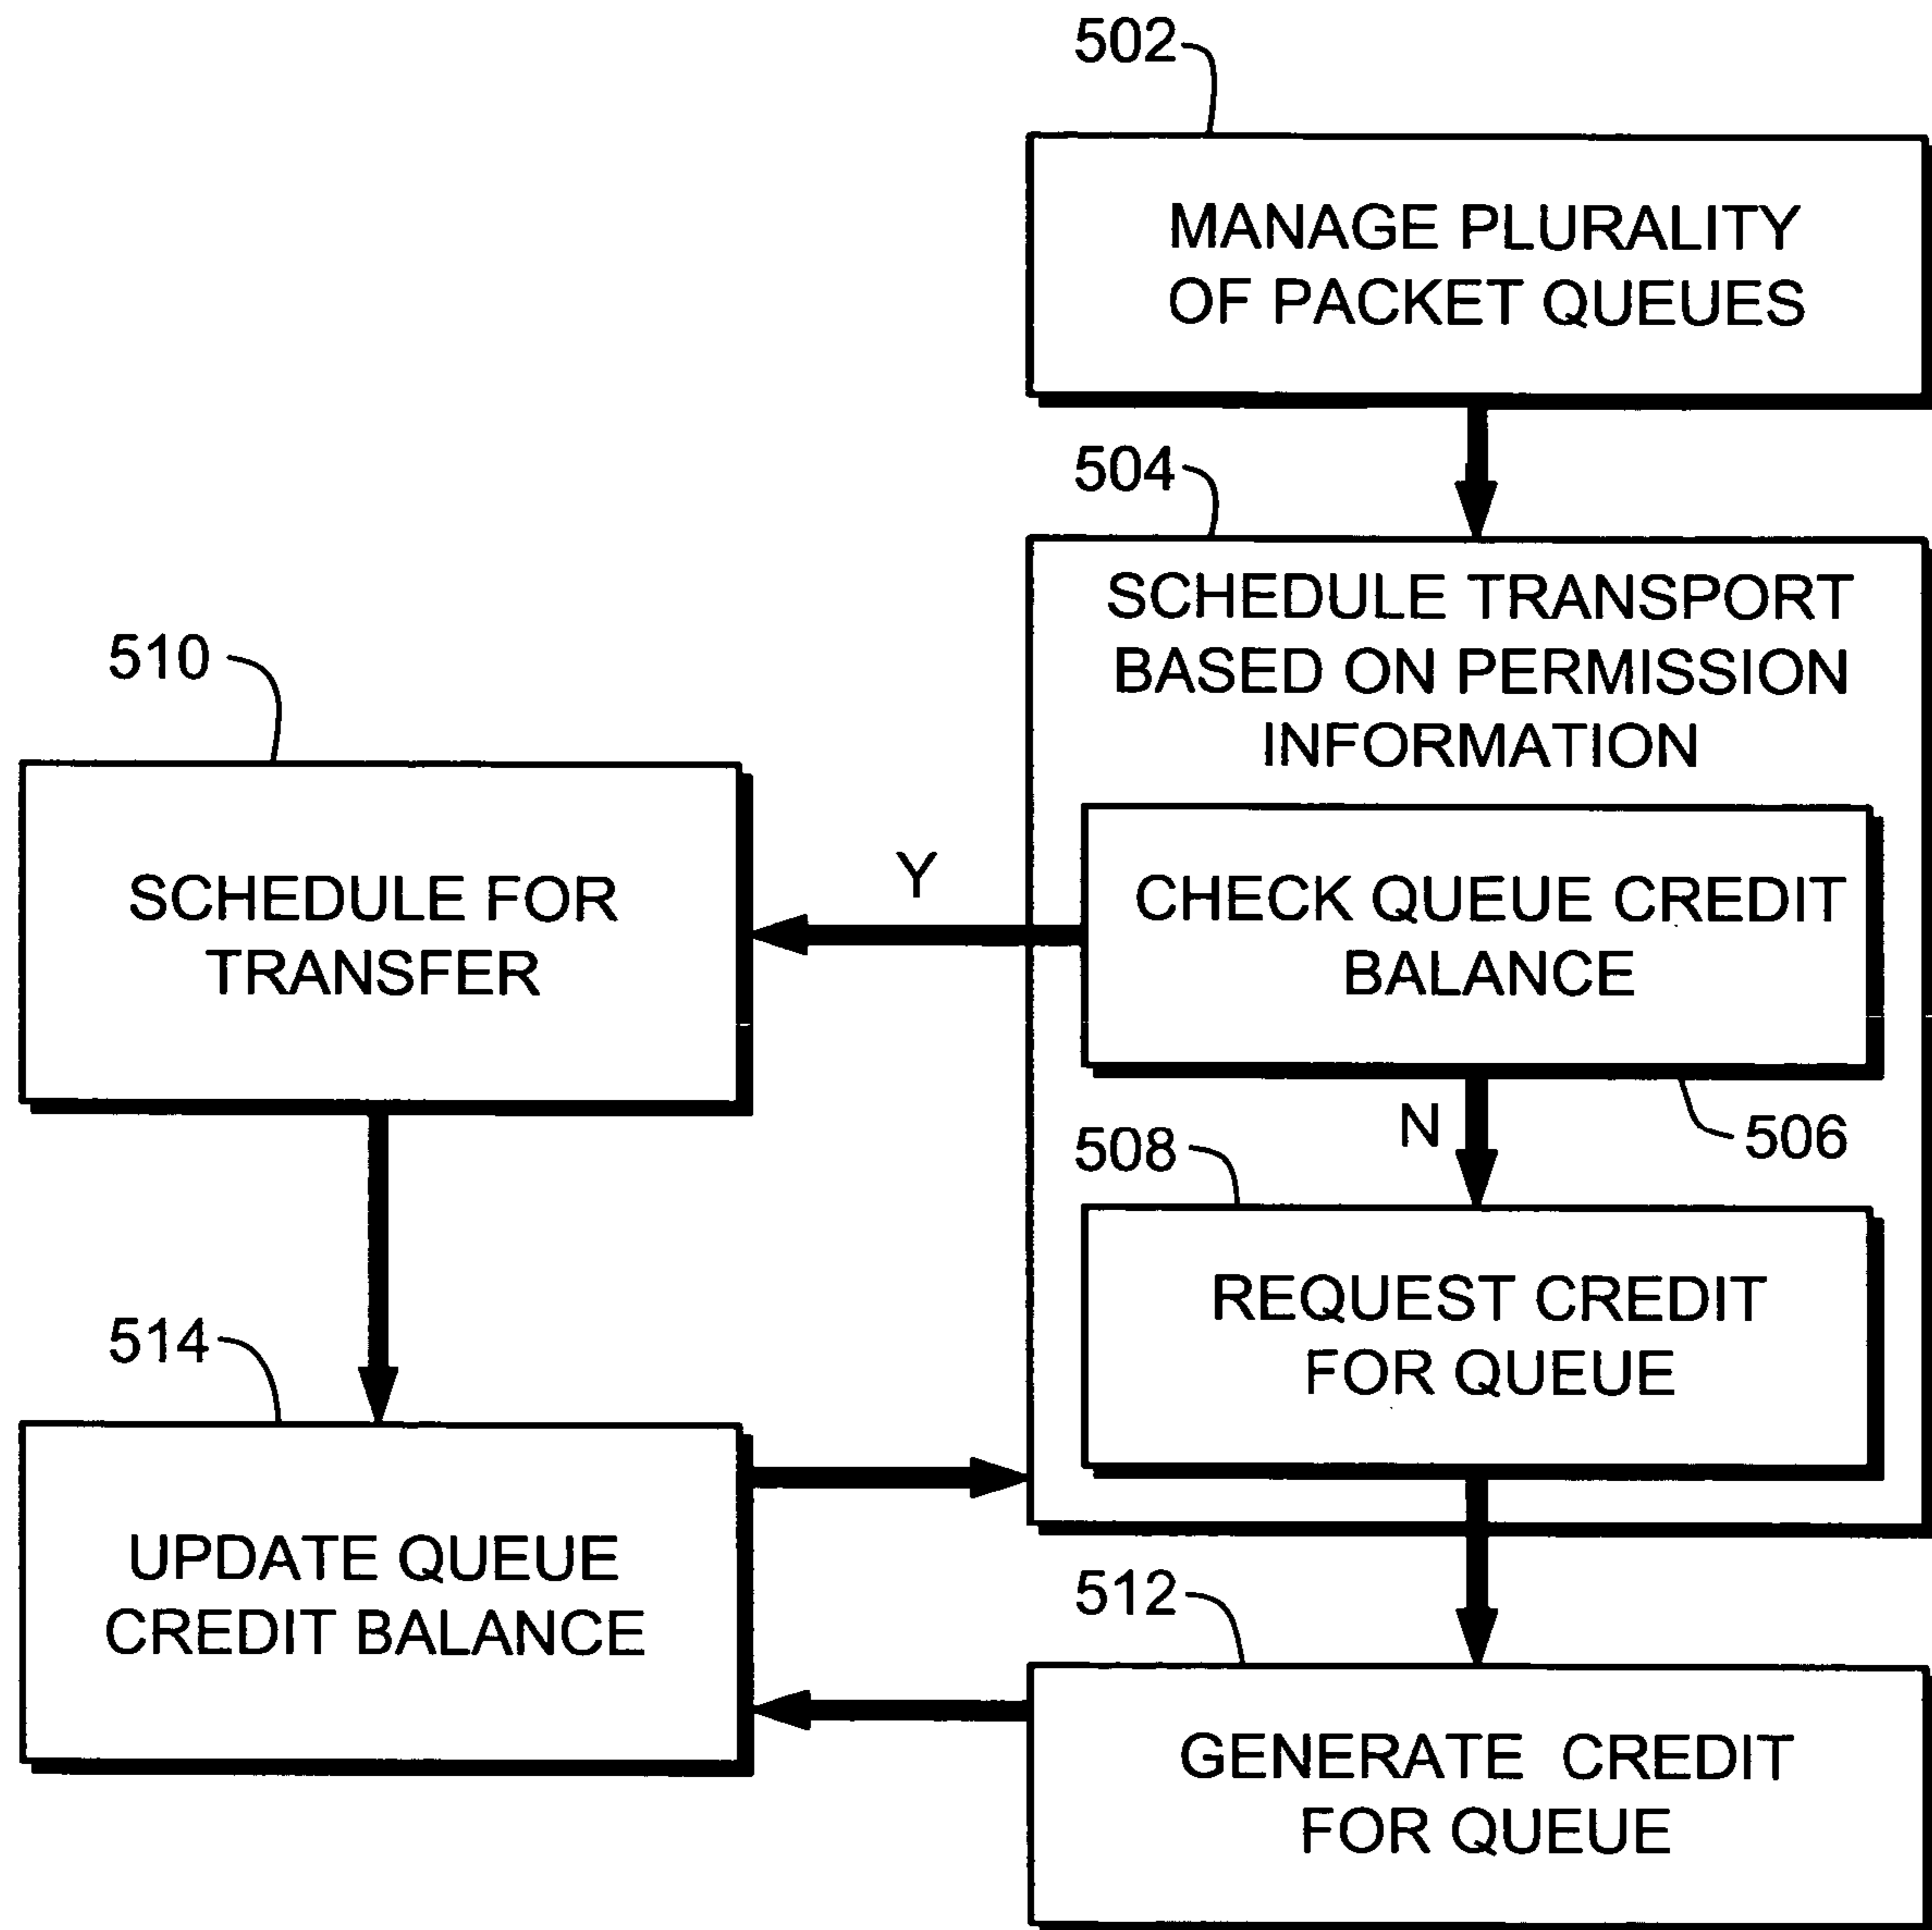 502
MANAGE PLURALITY
OF PACKET QUEUES
504
SCHEDULE TRANSPORT
BASED ON PERMISSION
INFORMATION
510
SCHEDULE FOR
TRANSFER
Y
CHECK QUEUE CREDIT
BALANCE
N
506
508
REQUEST CREDIT
FOR QUEUE
514
UPDATE QUEUE
CREDIT BALANCE
512
GENERATE CREDIT
FOR QUEUE